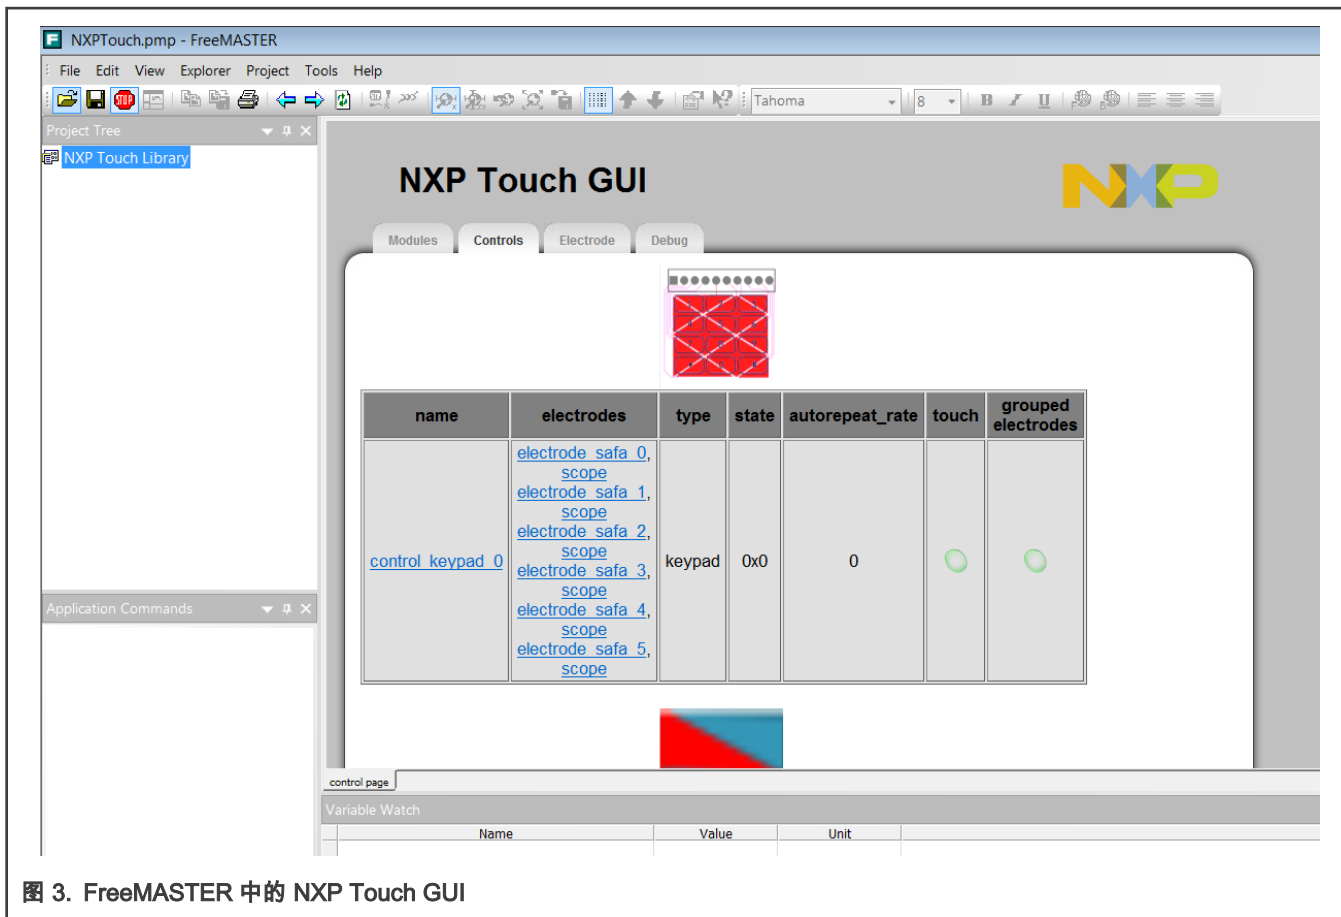 NXPTouch.pmp - FreeMASTER
File Edit View Explorer Project Tools Help
STOP
Tahoma 8 B I U
Project Tree
NXP Touch Library
NXP Touch GUI
NXP
Modules Controls Electrode Debug
name electrodes type state autorepeat_rate touch grouped
electrodes
electrode_safa_0,
scope
electrode_safa_1,
scope
electrode_safa_2,
scope
control_keypad_0 electrode_safa_3, keypad 0x0 0
scope
electrode_safa_4,
scope
electrode_safa_5,
scope
Application Commands
control page
Variable Watch
Name Value Unit
图 3. FreeMASTER 中的 NXP Touch GUI